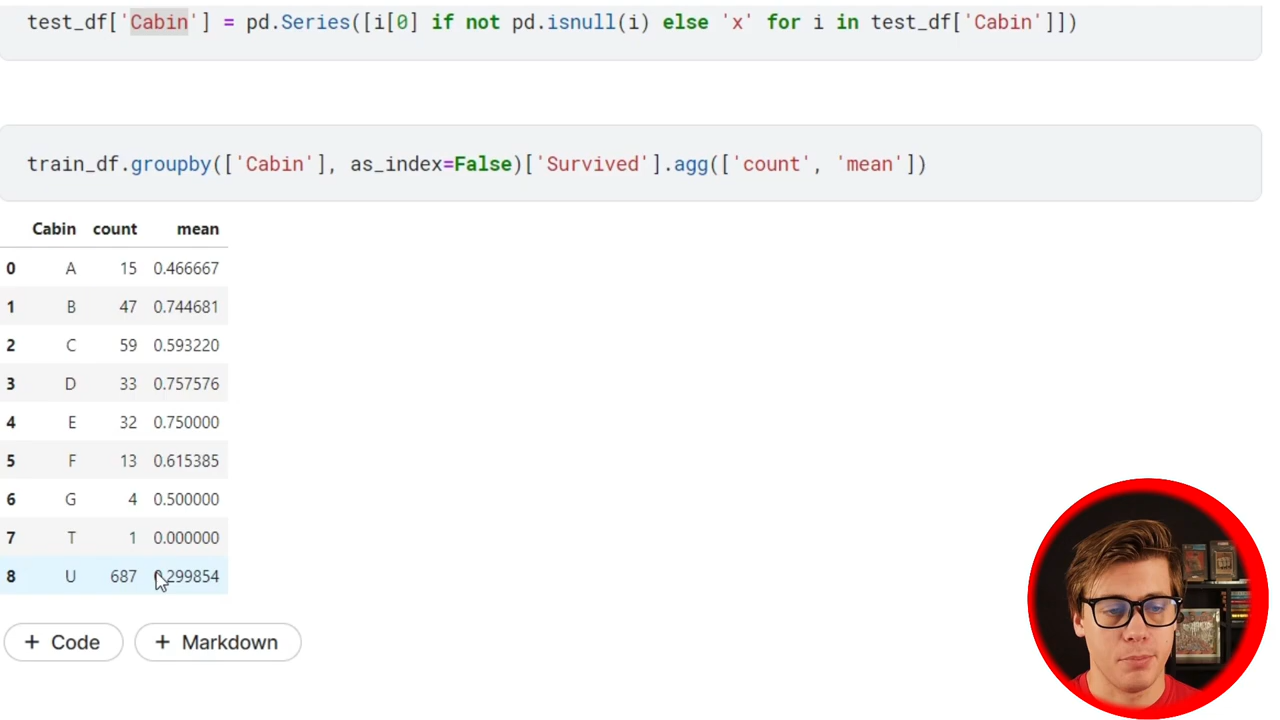 test_df['Cabin'] = pd.Series([i[0] if not pd.isnull(i) else 'x' for i in test_df['Cabin']])
train_df.groupby(['Cabin'], as_index=False)['Survived'].agg(['count', 'mean'])
Cabin count mean
0 A 15 0.466667
1 B 47 0.744681
2 C 59 0.593220
3 D 33 0.757576
4 E 32 0.750000
5 F 13 0.615385
6 G 4 0.500000
7 T 1 0.000000
8 U 687 0.299854
+ Code + Markdown